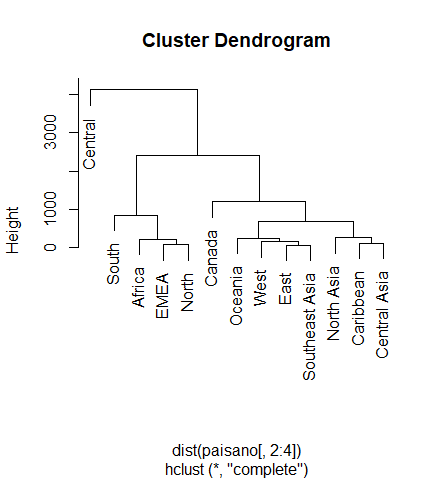 Cluster Dendrogram
Height
0
1000
3000
Central
South
Africa
EMEA
North
Canada
Oceania
West
East
Southeast Asia
North Asia
Caribbean
Central Asia
dist(paisano[, 2:4])
hclust (*, "complete")